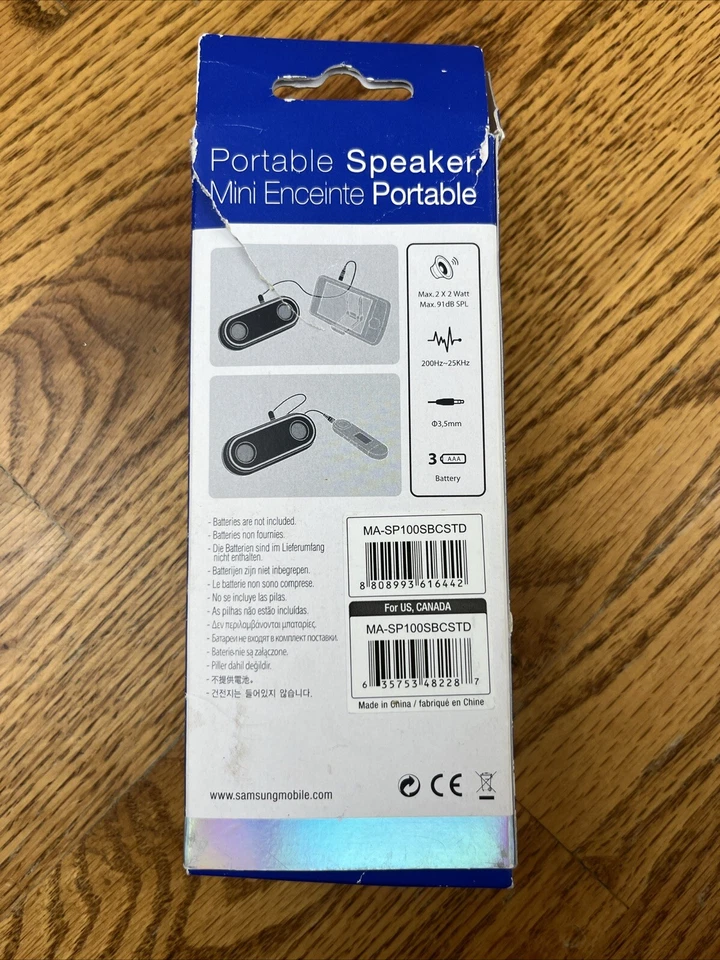 Portable Speaker
Mini Enceinte Portable
Max. 2 X 2 Watt
Max. 91dB SPL
200Hz~25KHz
Φ3,5mm
3 AAA
Battery
- Batteries are not included.
- Batteries non fournies.
- Die Batterien sind im Lieferumfang
nicht enthalten.
- Batterijen zijn niet inbegrepen.
- Le batterie non sono comprese.
- No se incluye las pilas.
- As pilhas não estão incluídas.
- Δεν περιλαμβάνονται μπαταρίες.
- Батареи не входят в комплект поставки.
- Baterie nie są załączone.
- Piller dahil değildir.
- 不提供電池。
- 건전지는 들어있지 않습니다.
MA-SP100SBCSTD
8 808993 616442
For US, CANADA
MA-SP100SBCSTD
6 35753 48228 7
Made in China / fabriqué en Chine
www.samsungmobile.com
CE